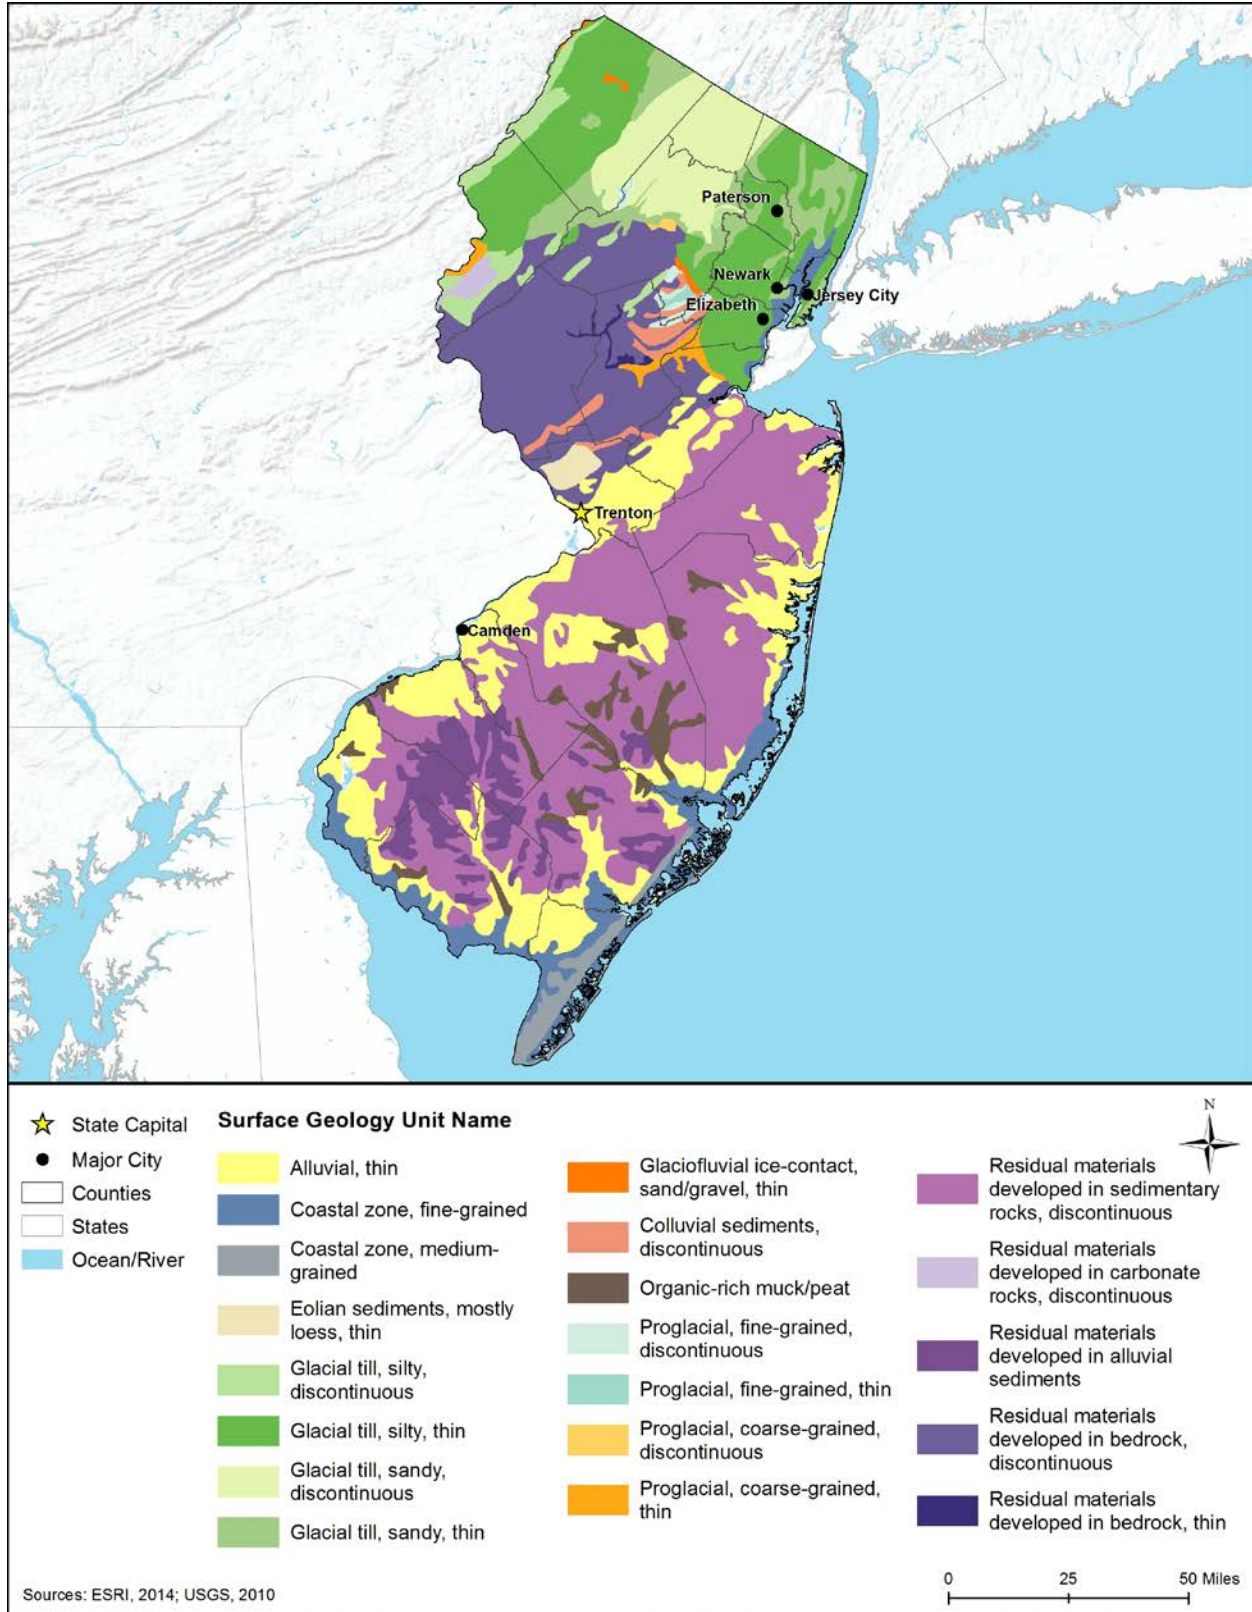 Paterson
Newark
Jersey City
Elizabeth
Trenton
Camden
State Capital
Major City
Counties
States
Ocean/River
Surface Geology Unit Name
Alluvial, thin
Coastal zone, fine-grained
Coastal zone, medium-
grained
Eolian sediments, mostly
loess, thin
Glacial till, silty,
discontinuous
Glacial till, silty, thin
Glacial till, sandy,
discontinuous
Glacial till, sandy, thin
Glaciofluvial ice-contact,
sand/gravel, thin
Colluvial sediments,
discontinuous
Organic-rich muck/peat
Proglacial, fine-grained,
discontinuous
Proglacial, fine-grained, thin
Proglacial, coarse-grained,
discontinuous
Proglacial, coarse-grained,
thin
N
Residual materials
developed in sedimentary
rocks, discontinuous
Residual materials
developed in carbonate
rocks, discontinuous
Residual materials
developed in alluvial
sediments
Residual materials
developed in bedrock,
discontinuous
Residual materials
developed in bedrock, thin
Sources: ESRI, 2014; USGS, 2010
0 25 50 Miles